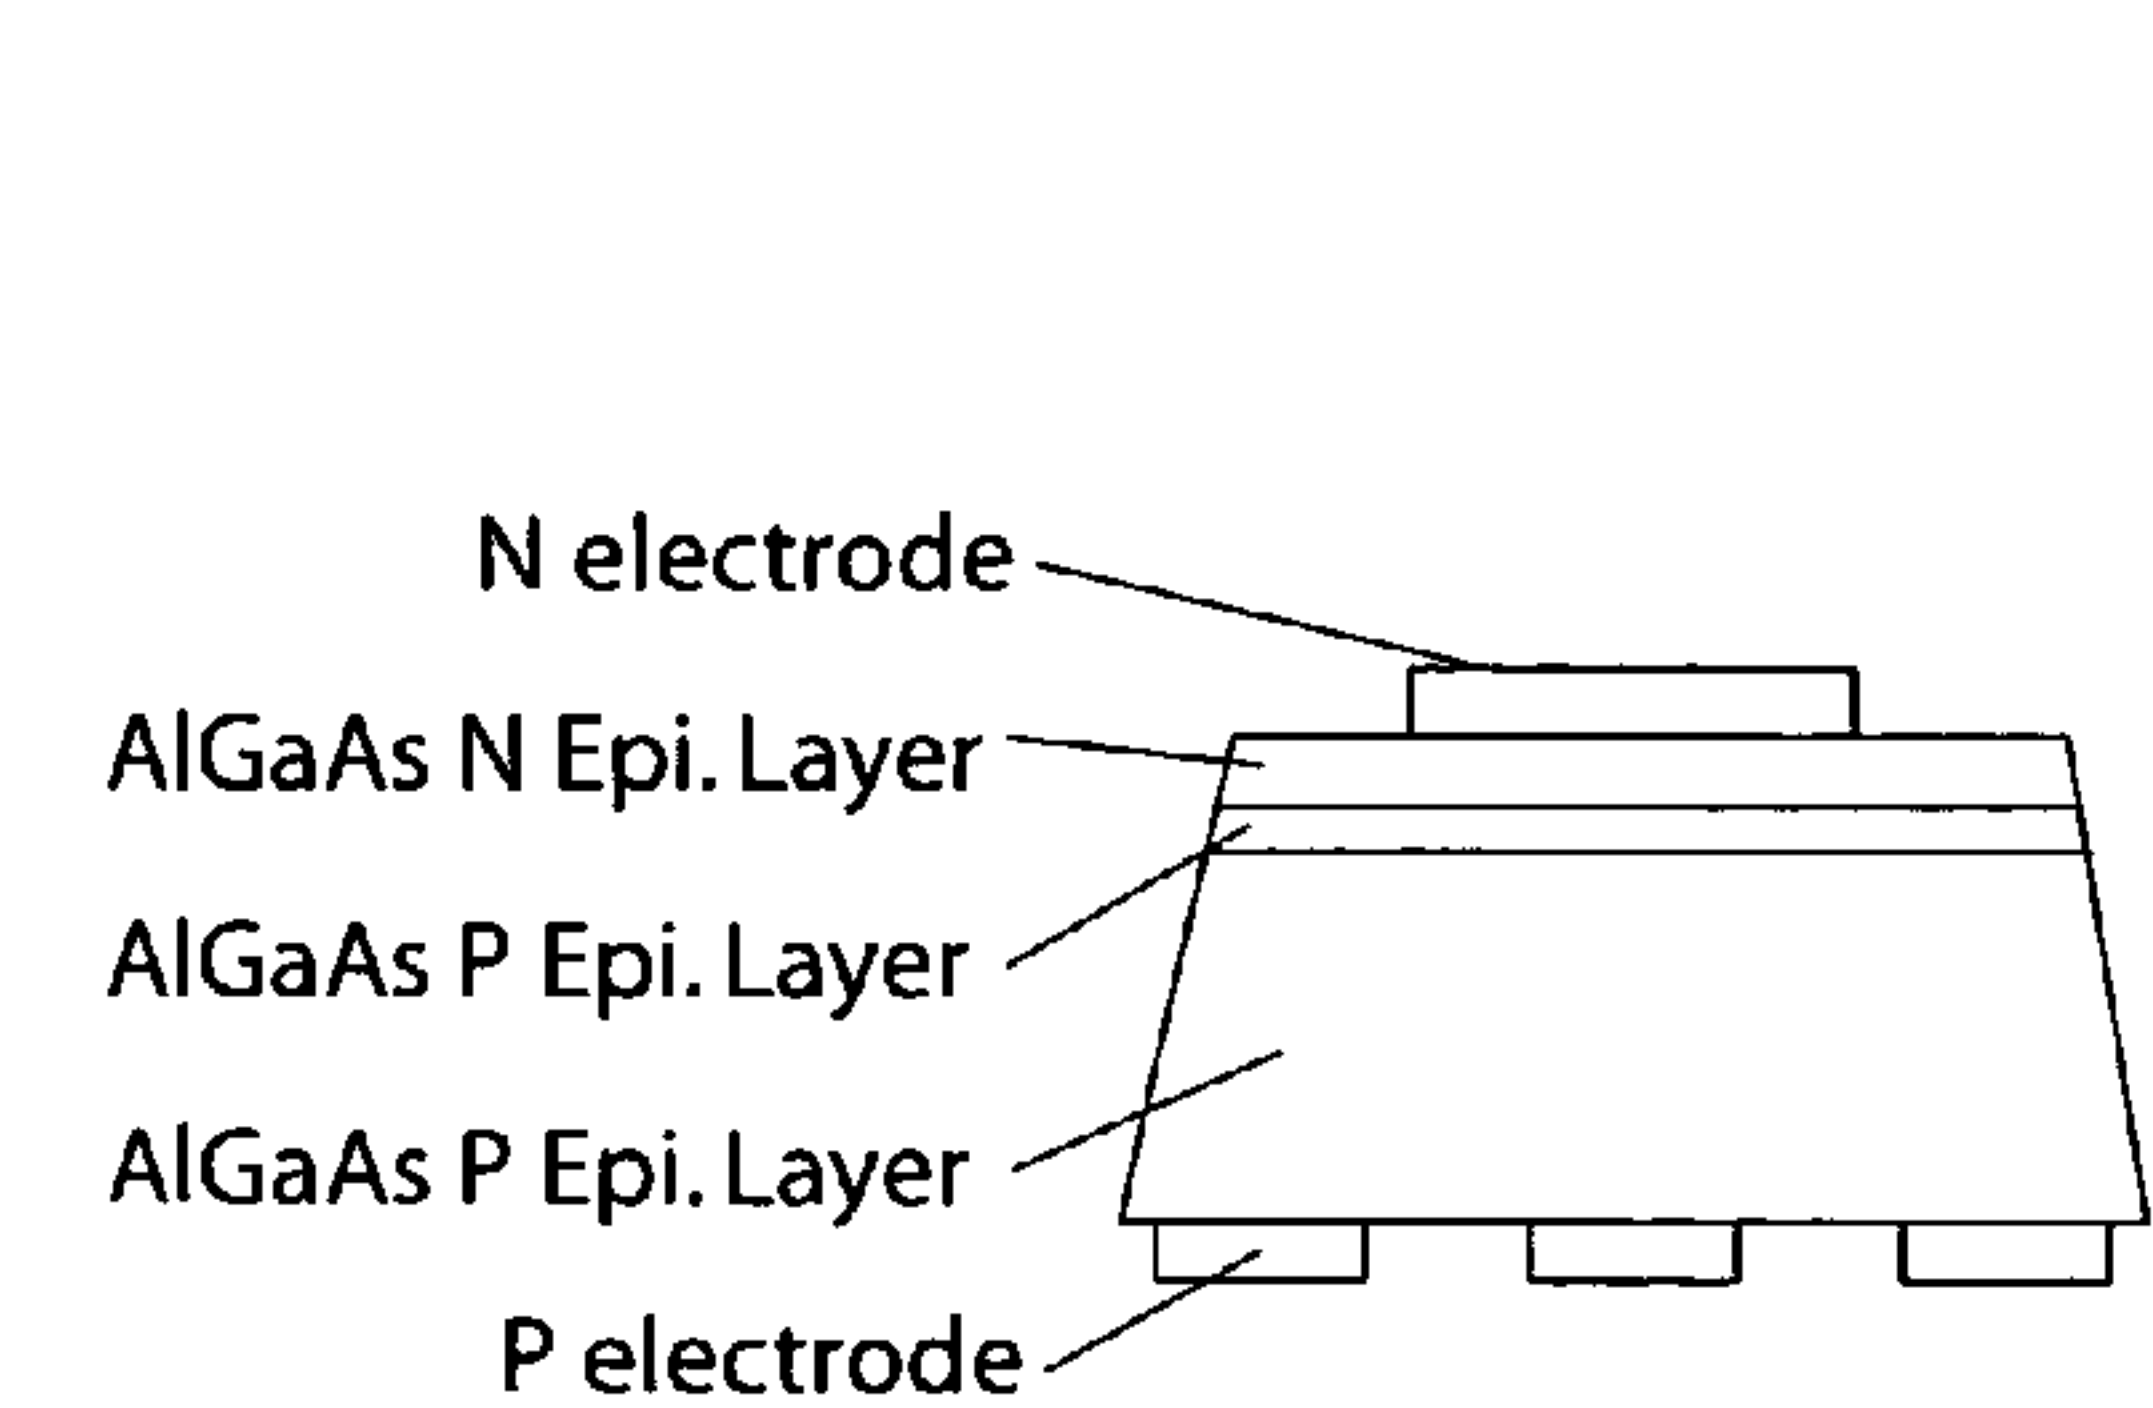 N electrode
AlGaAs N Epi. Layer
AlGaAs P Epi. Layer
AlGaAs P Epi. Layer
P electrode